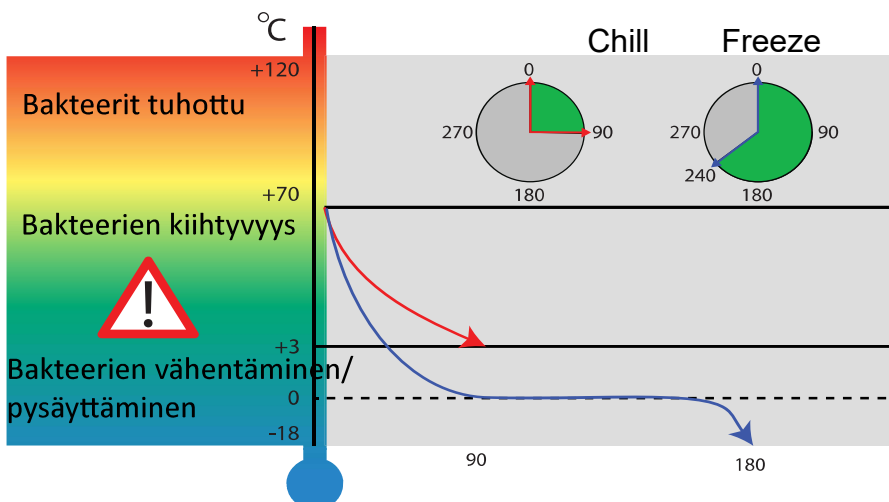 °C
Chill
Freeze
+120
Bakteerit tuhottu
0
270
90
180
0
270
90
240
180
+70
Bakteerien kiihtyvyys
!
+3
Bakteerien vähentäminen/
pysäyttäminen
0
-18
90
180